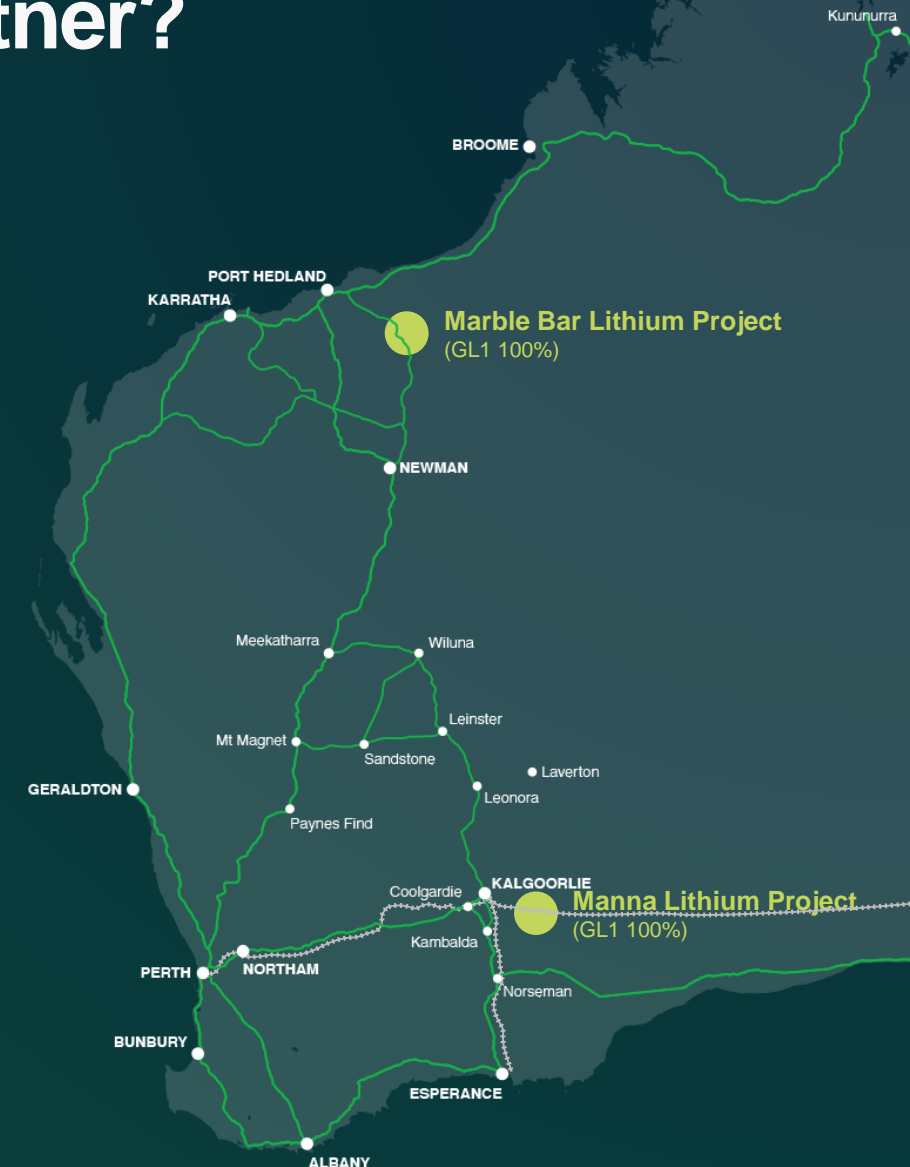 tner?
Kununurra
BROOME
PORT HEDLAND
KARRATHA
Marble Bar Lithium Project
(GL1 100%)
NEWMAN
Meekatharra
Wiluna
Leinster
Mt Magnet
Sandstone
Laverton
GERALDTON
Leonora
Paynes Find
KALGOORLIE
Coolgardie
Manna Lithium Project
(GL1 100%)
Kambalda
NORTHAM
PERTH
Norseman
BUNBURY
ESPERANCE
ALBANY